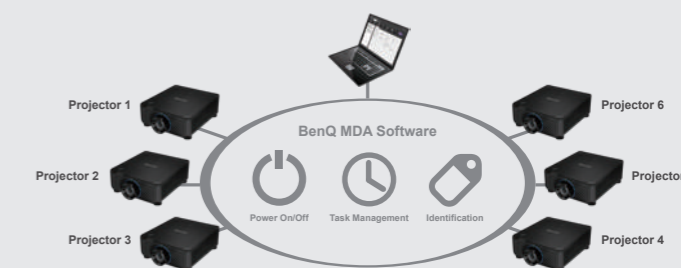 Projector 1
Projector 6
BenQ MDA Software
Projector 2
Projector
Power On/Off
Task Management
Identification
Projector 3
Projector 4